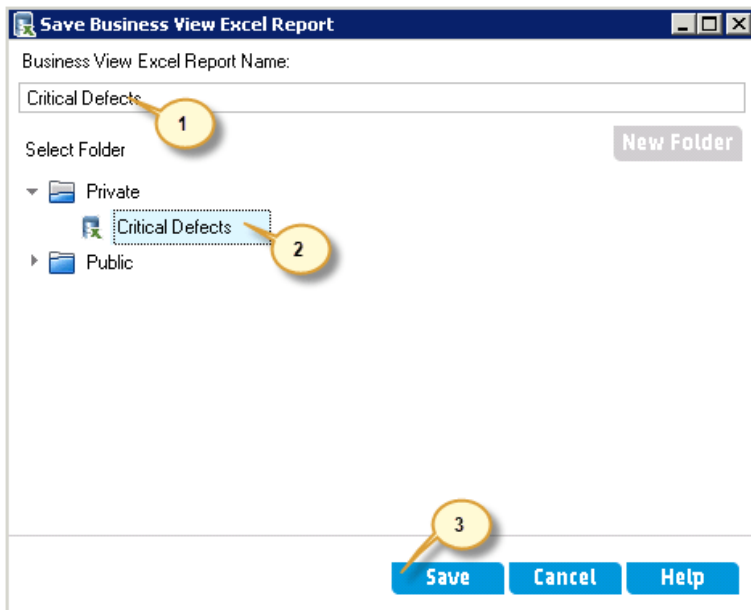 Save Business View Excel Report
Business View Excel Report Name:
Critical Defects
1
Select Folder
New Folder
Private
Critical Defects
2
Public
3
Save Cancel Help